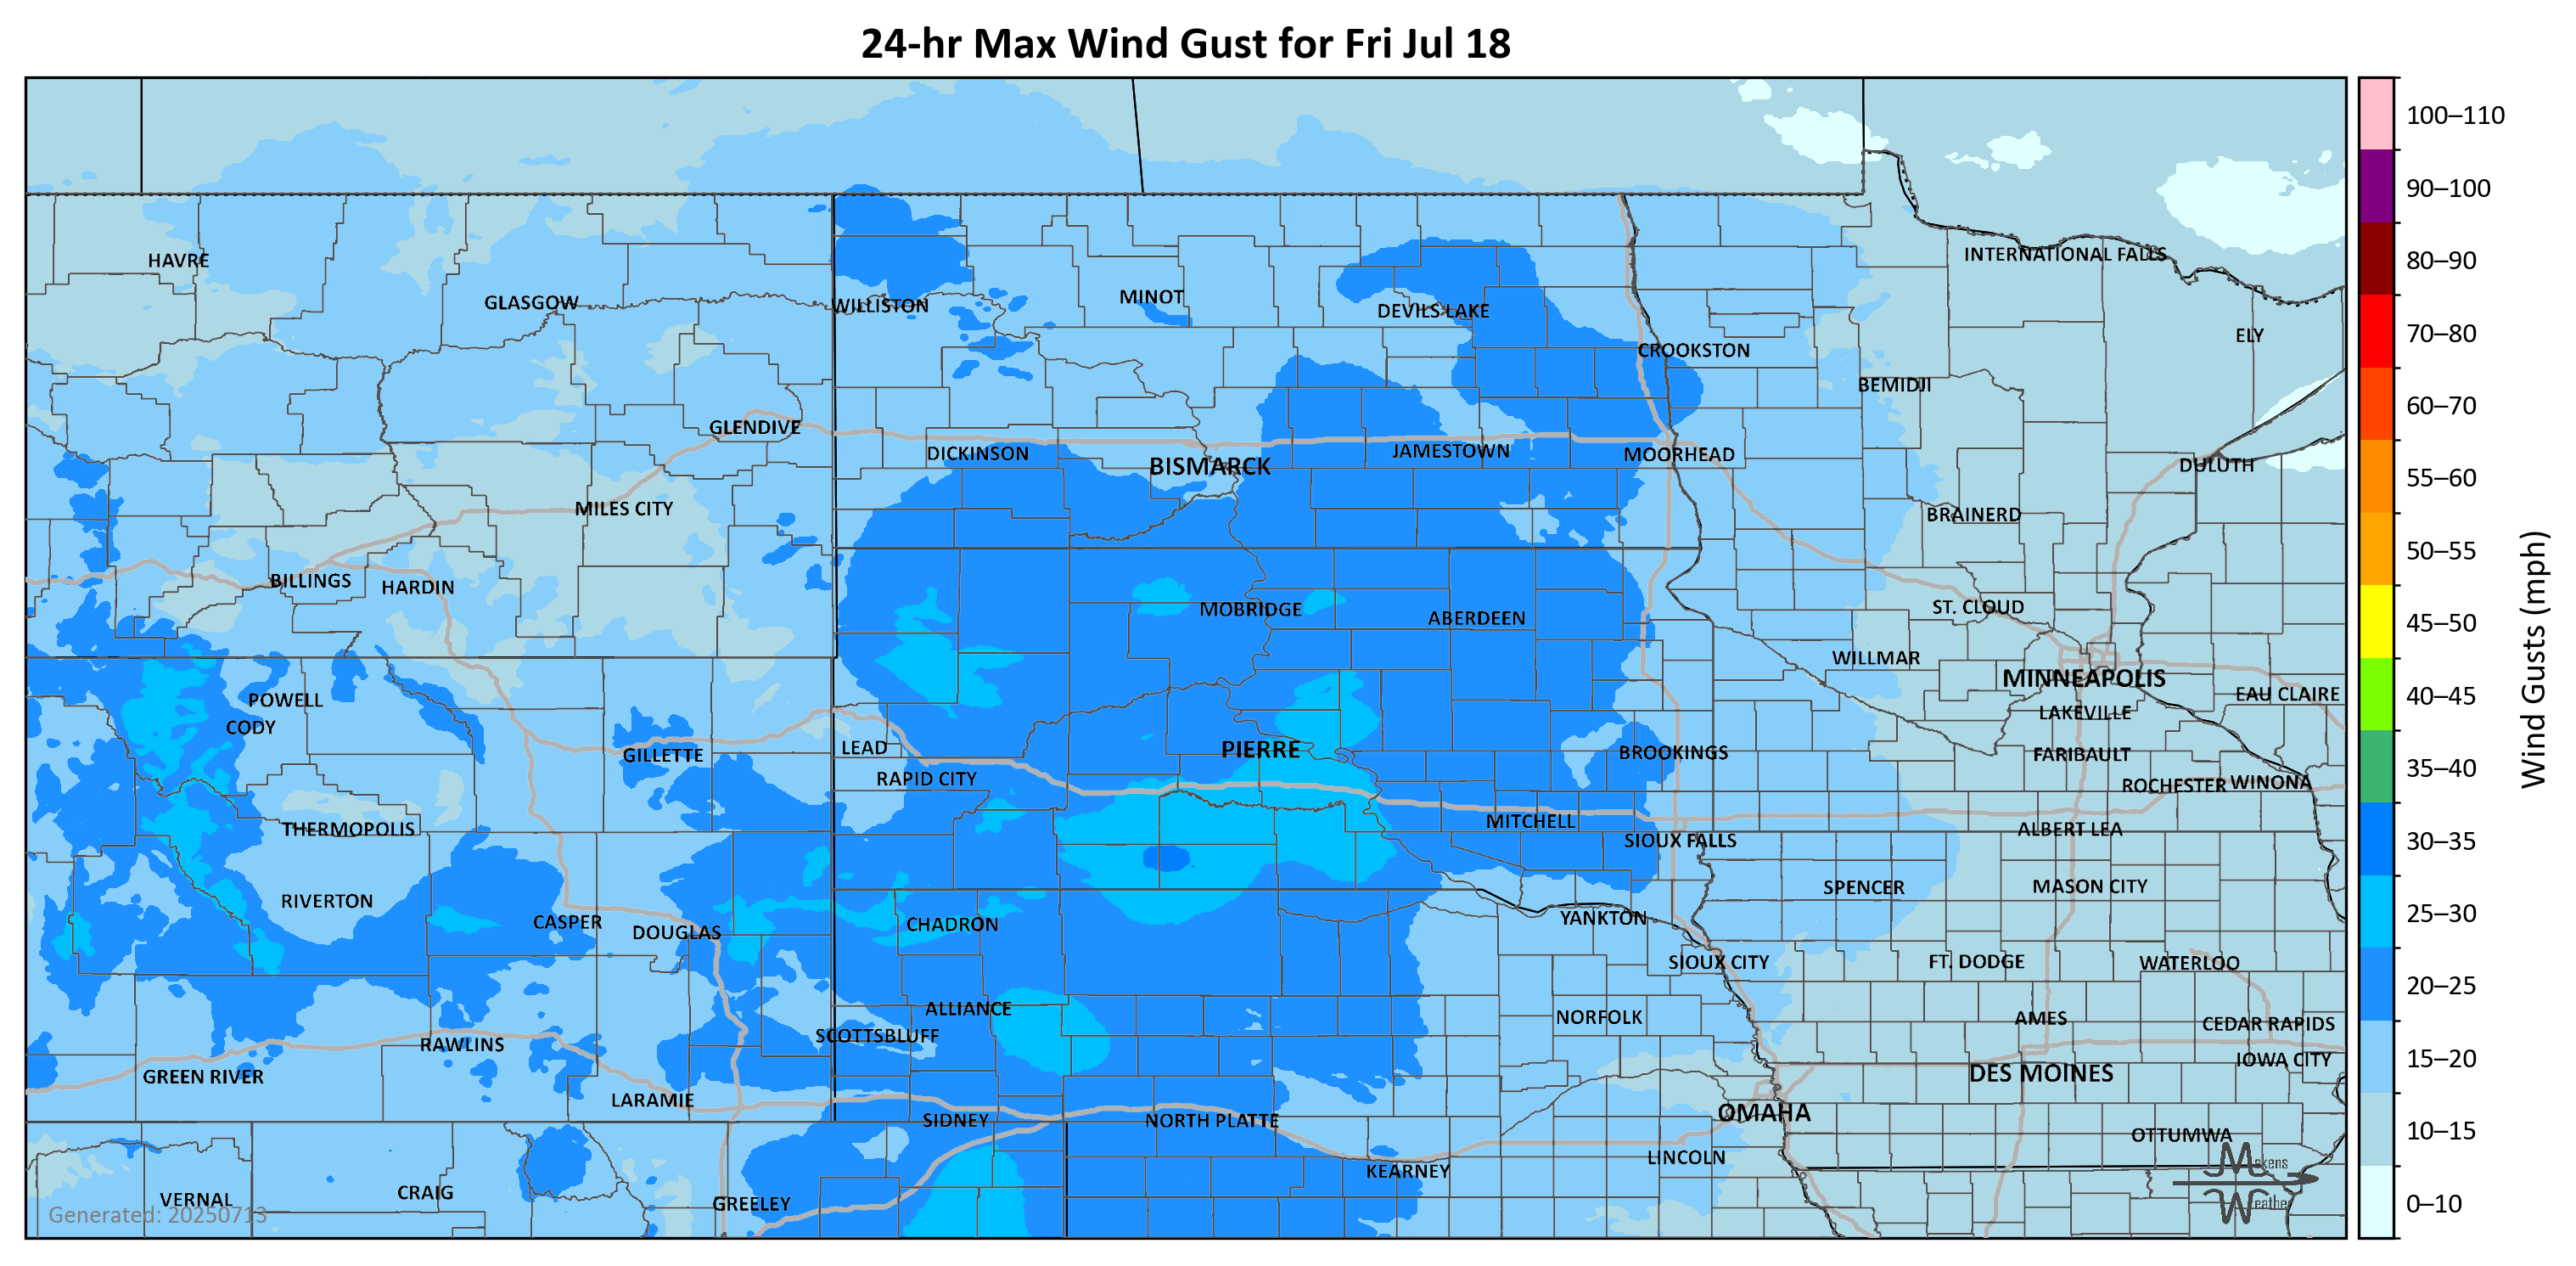 24-hr Max Wind Gust for Fri Jul 18
100–110
90–100
80–90
70–80
60–70
55–60
50–55
45–50
40–45
35–40
30–35
25–30
20–25
15–20
10–15
0–10
Wind Gusts (mph)
INTERNATIONAL FALLS
HAVRE
GLASGOW
WILLISTON
MINOT
DEVILS LAKE
ELY
CROOKSTON
BEMIDJI
GLENDIVE
DICKINSON
BISMARCK
JAMESTOWN
MOORHEAD
DULUTH
MILES CITY
BRAINERD
BILLINGS
HARDIN
MOBRIDGE
ABERDEEN
ST. CLOUD
WILLMAR
MINNEAPOLIS
EAU CLAIRE
POWELL
CODY
LAKEVILLE
GILLETTE
LEAD
PIERRE
BROOKINGS
FARIBAULT
RAPID CITY
ROCHESTER
WINONA
THERMOPOLIS
MITCHELL
ALBERT LEA
SIOUX FALLS
RIVERTON
SPENCER
MASON CITY
CASPER
DOUGLAS
CHADRON
YANKTON
SIOUX CITY
FT. DODGE
WATERLOO
ALLIANCE
NORFOLK
AMES
CEDAR RAPIDS
SCOTTSBLUFF
RAWLINS
IOWA CITY
GREEN RIVER
DES MOINES
LARAMIE
OMAHA
SIDNEY
NORTH PLATTE
OTTUMWA
KEARNEY
LINCOLN
VERNAL
CRAIG
GREELEY
Generated: 20250713
Makens
Weather